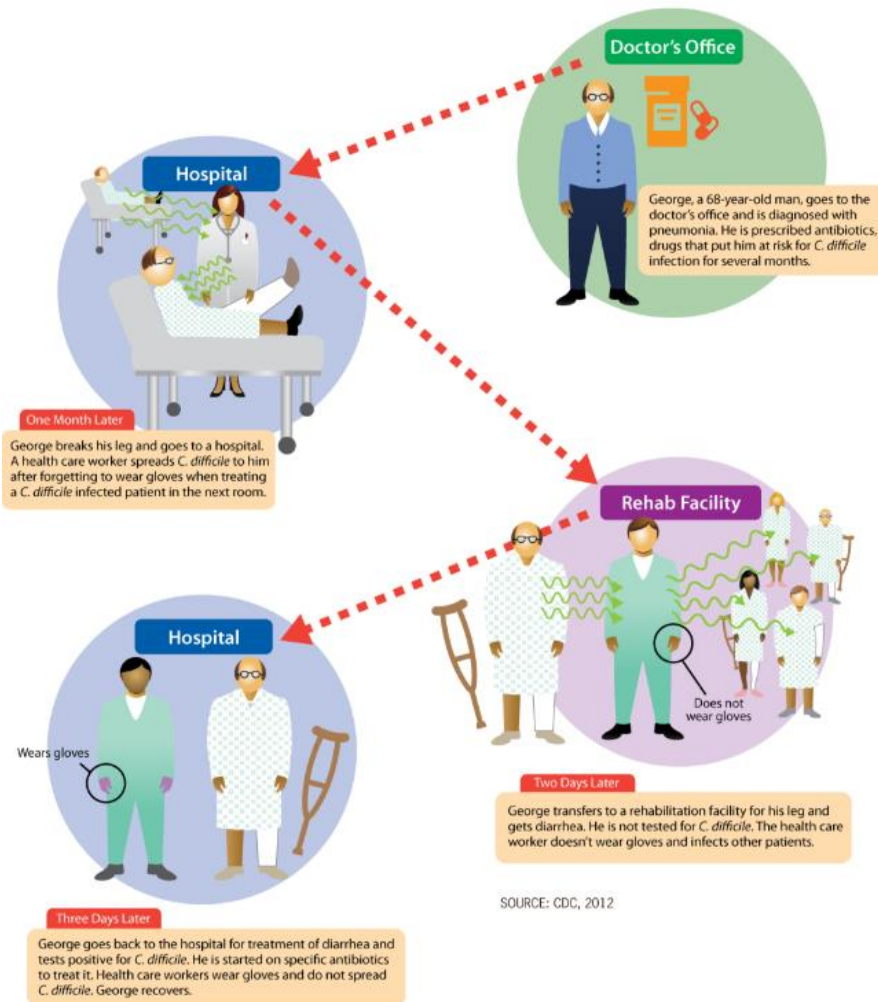 Doctor's Office
George, a 68-year-old man, goes to the
doctor's office and is diagnosed with
pneumonia. He is prescribed antibiotics,
drugs that put him at risk for C. difficile
infection for several months.
Hospital
One Month Later
George breaks his leg and goes to a hospital.
A health care worker spreads C. difficile to him
after forgetting to wear gloves when treating
a C. difficile infected patient in the next room.
Rehab Facility
Does not
wear gloves
Two Days Later
George transfers to a rehabilitation facility for his leg and
gets diarrhea. He is not tested for C. difficile. The health care
worker doesn't wear gloves and infects other patients.
Hospital
Wears gloves
Three Days Later
George goes back to the hospital for treatment of diarrhea and
tests positive for C. difficile. He is started on specific antibiotics
to treat it. Health care workers wear gloves and do not spread
C. difficile. George recovers.
SOURCE: CDC, 2012